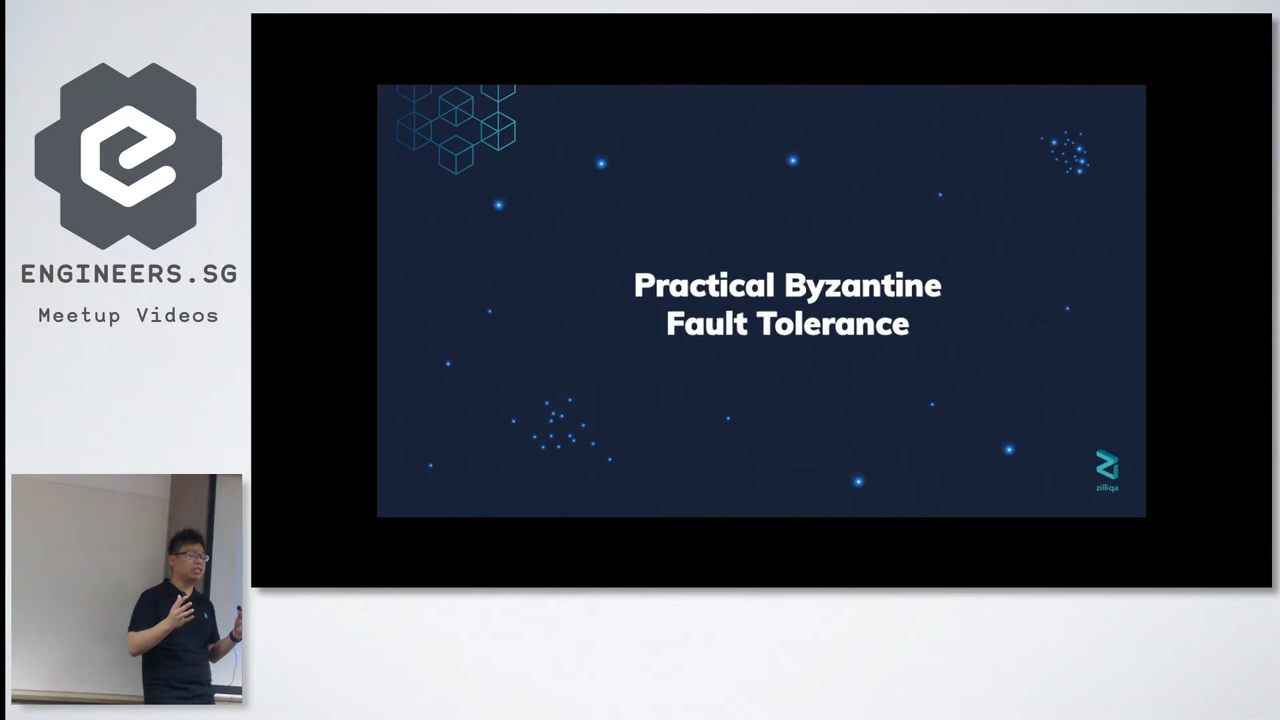 ENGINEERS.SG
Meetup Videos
Practical Byzantine
Fault Tolerance
zilliqa